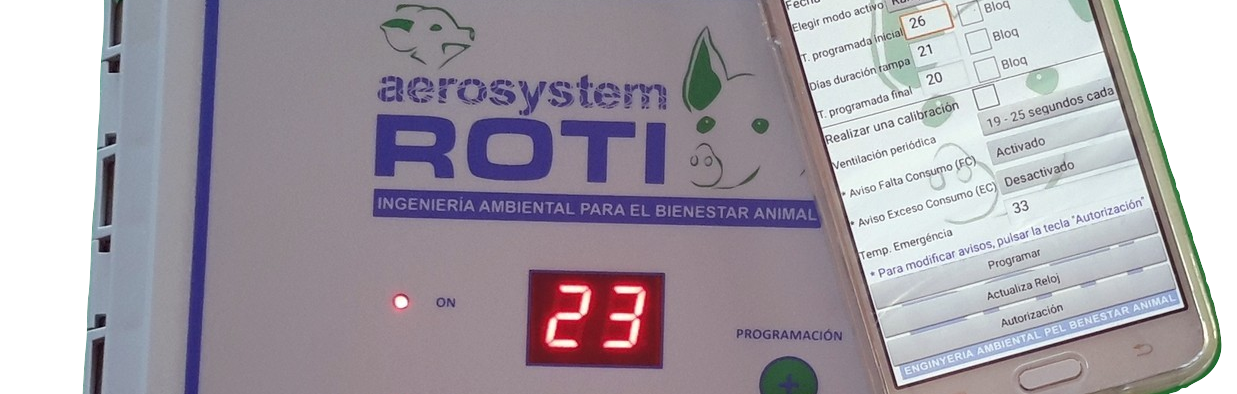 aerosystem
ROTI
INGENIERÍA AMBIENTAL PARA EL BIENESTAR ANIMAL
ON
23
PROGRAMACIÓN
+
Elegir modo activo
T. programada inicial 26 Bloq
Días duración rampa 21 Bloq
T. programada final 20 Bloq
Realizar una calibración
Ventilación periódica 19 - 25 segundos cada
* Aviso Falta Consumo (FC) Activado
* Aviso Exceso Consumo (EC) Desactivado
Temp. Emergéncia 33
* Para modificar avisos, pulsar la tecla "Autorización"
Programar
Actualiza Reloj
Autorización
ENGINYERIA AMBIENTAL PEL BENESTAR ANIMAL